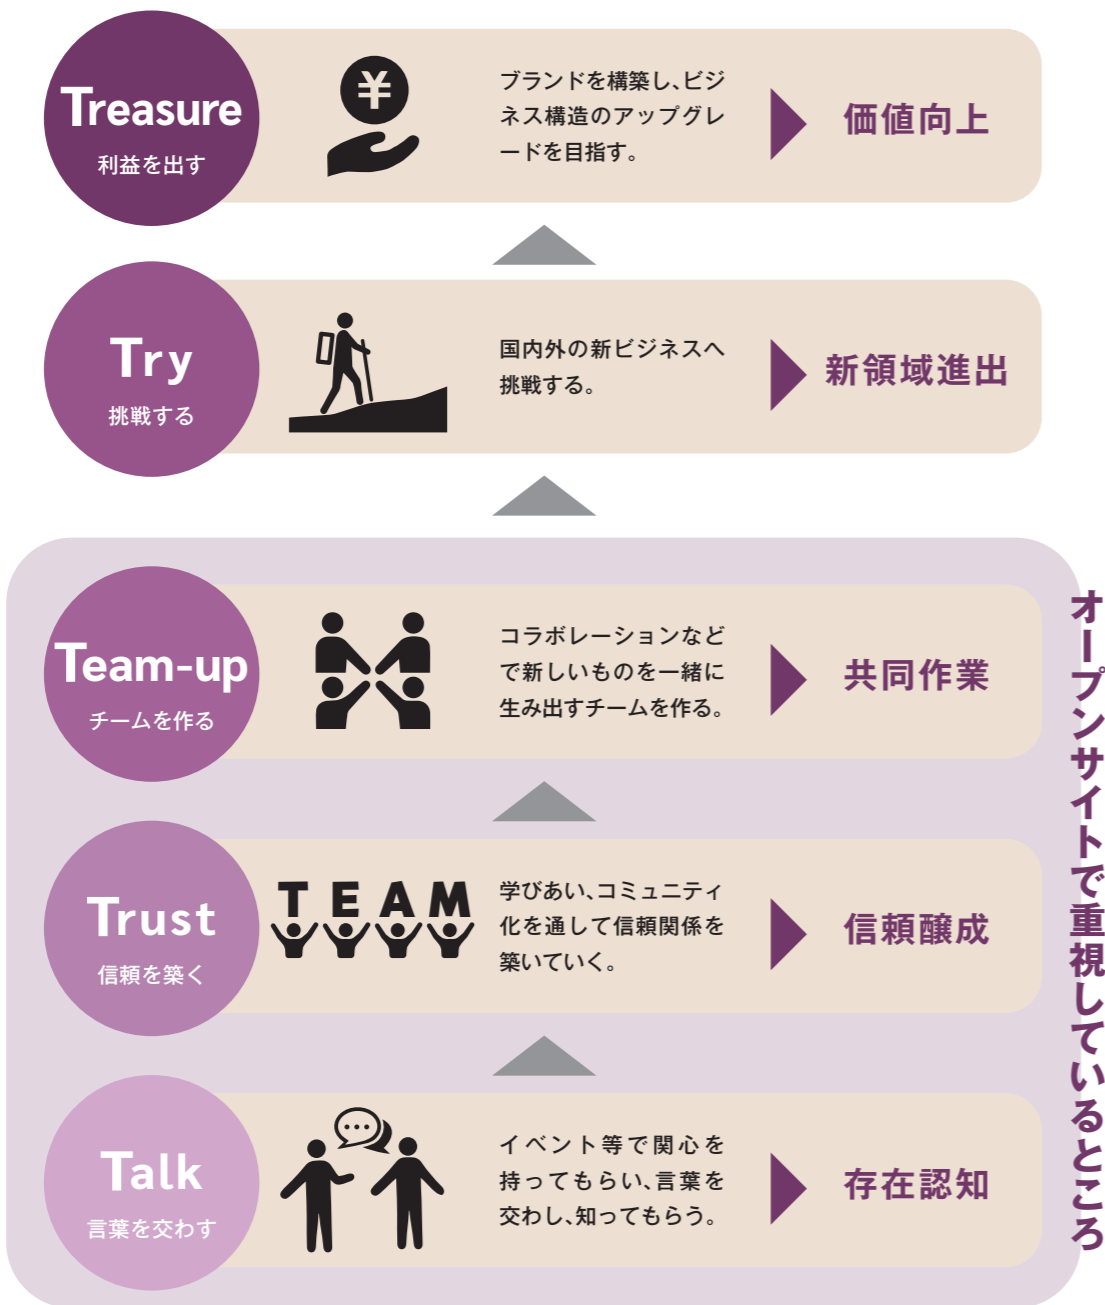 Treasure
利益を出す
¥
ブランドを構築し、ビジ
ネス構造のアップグレ
ードを目指す。
価値向上
Try
挑戦する
国内外の新ビジネスへ
挑戦する。
新領域進出
Team-up
チームを作る
コラボレーションなど
で新しいものを一緒に
生み出すチームを作る。
共同作業
Trust
信頼を築く
TEAM
学びあい、コミュニティ
化を通して信頼関係を
築いていく。
信頼醸成
Talk
言葉を交わす
イベント等で関心を
持ってもらい、言葉を
交わし、知ってもらう。
存在認知
オープンサイトで重視しているところ